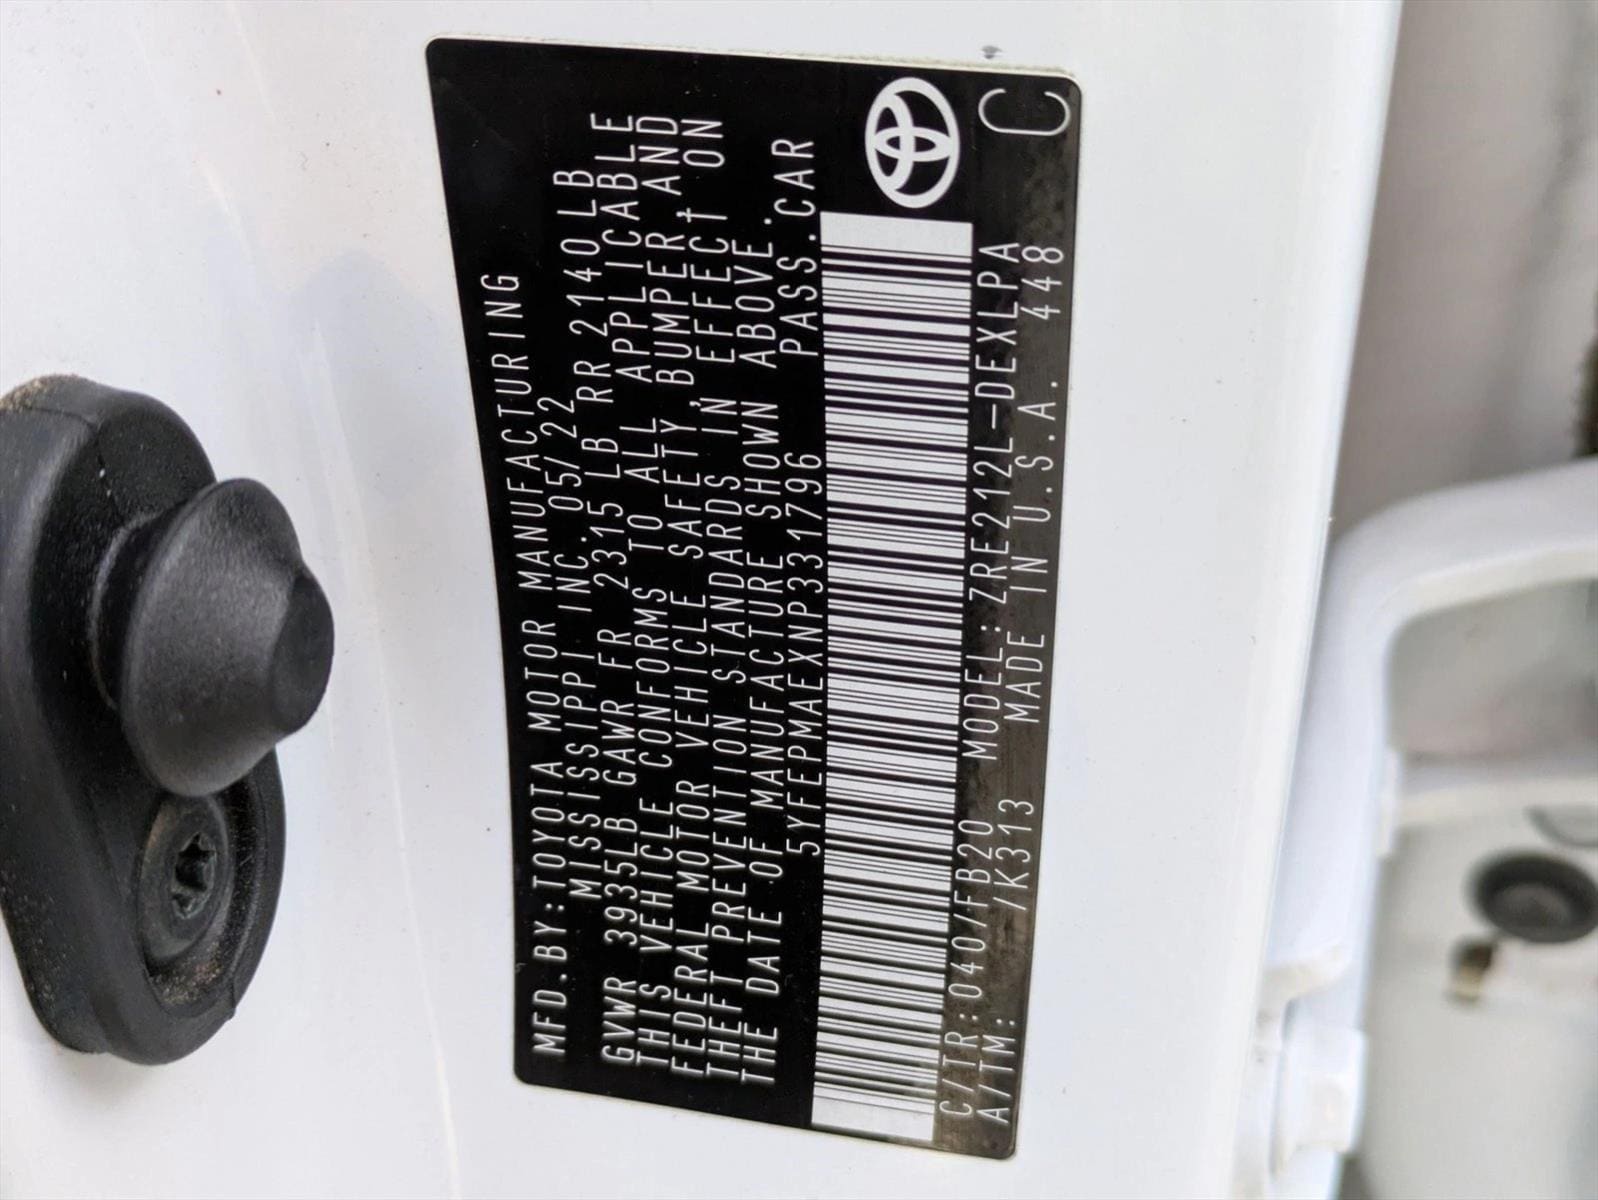 MFD.BY:TOYOTA MOTOR MANUFACTURING
MISSISSIPPI INC. 05/22
GVWR 3935LB GAWR FR 2315 LB RR 2140LB
THIS VEHICLE CONFORMS TO ALL APPLICABLE
FEDERAL MOTOR VEHICLE SAFETY, BUMPER, AND
THEFT PREVENTION STANDARDS IN EFFECT ON
THE DATE OF MANUFACTURE SHOWN ABOVE.
5YFEPMAEXNP331796 PASS.CAR
C/TR:040/FB20 MODEL:ZRE212L-DEXLPA
A/TM: /K313 MADE IN U.S.A. 448 C